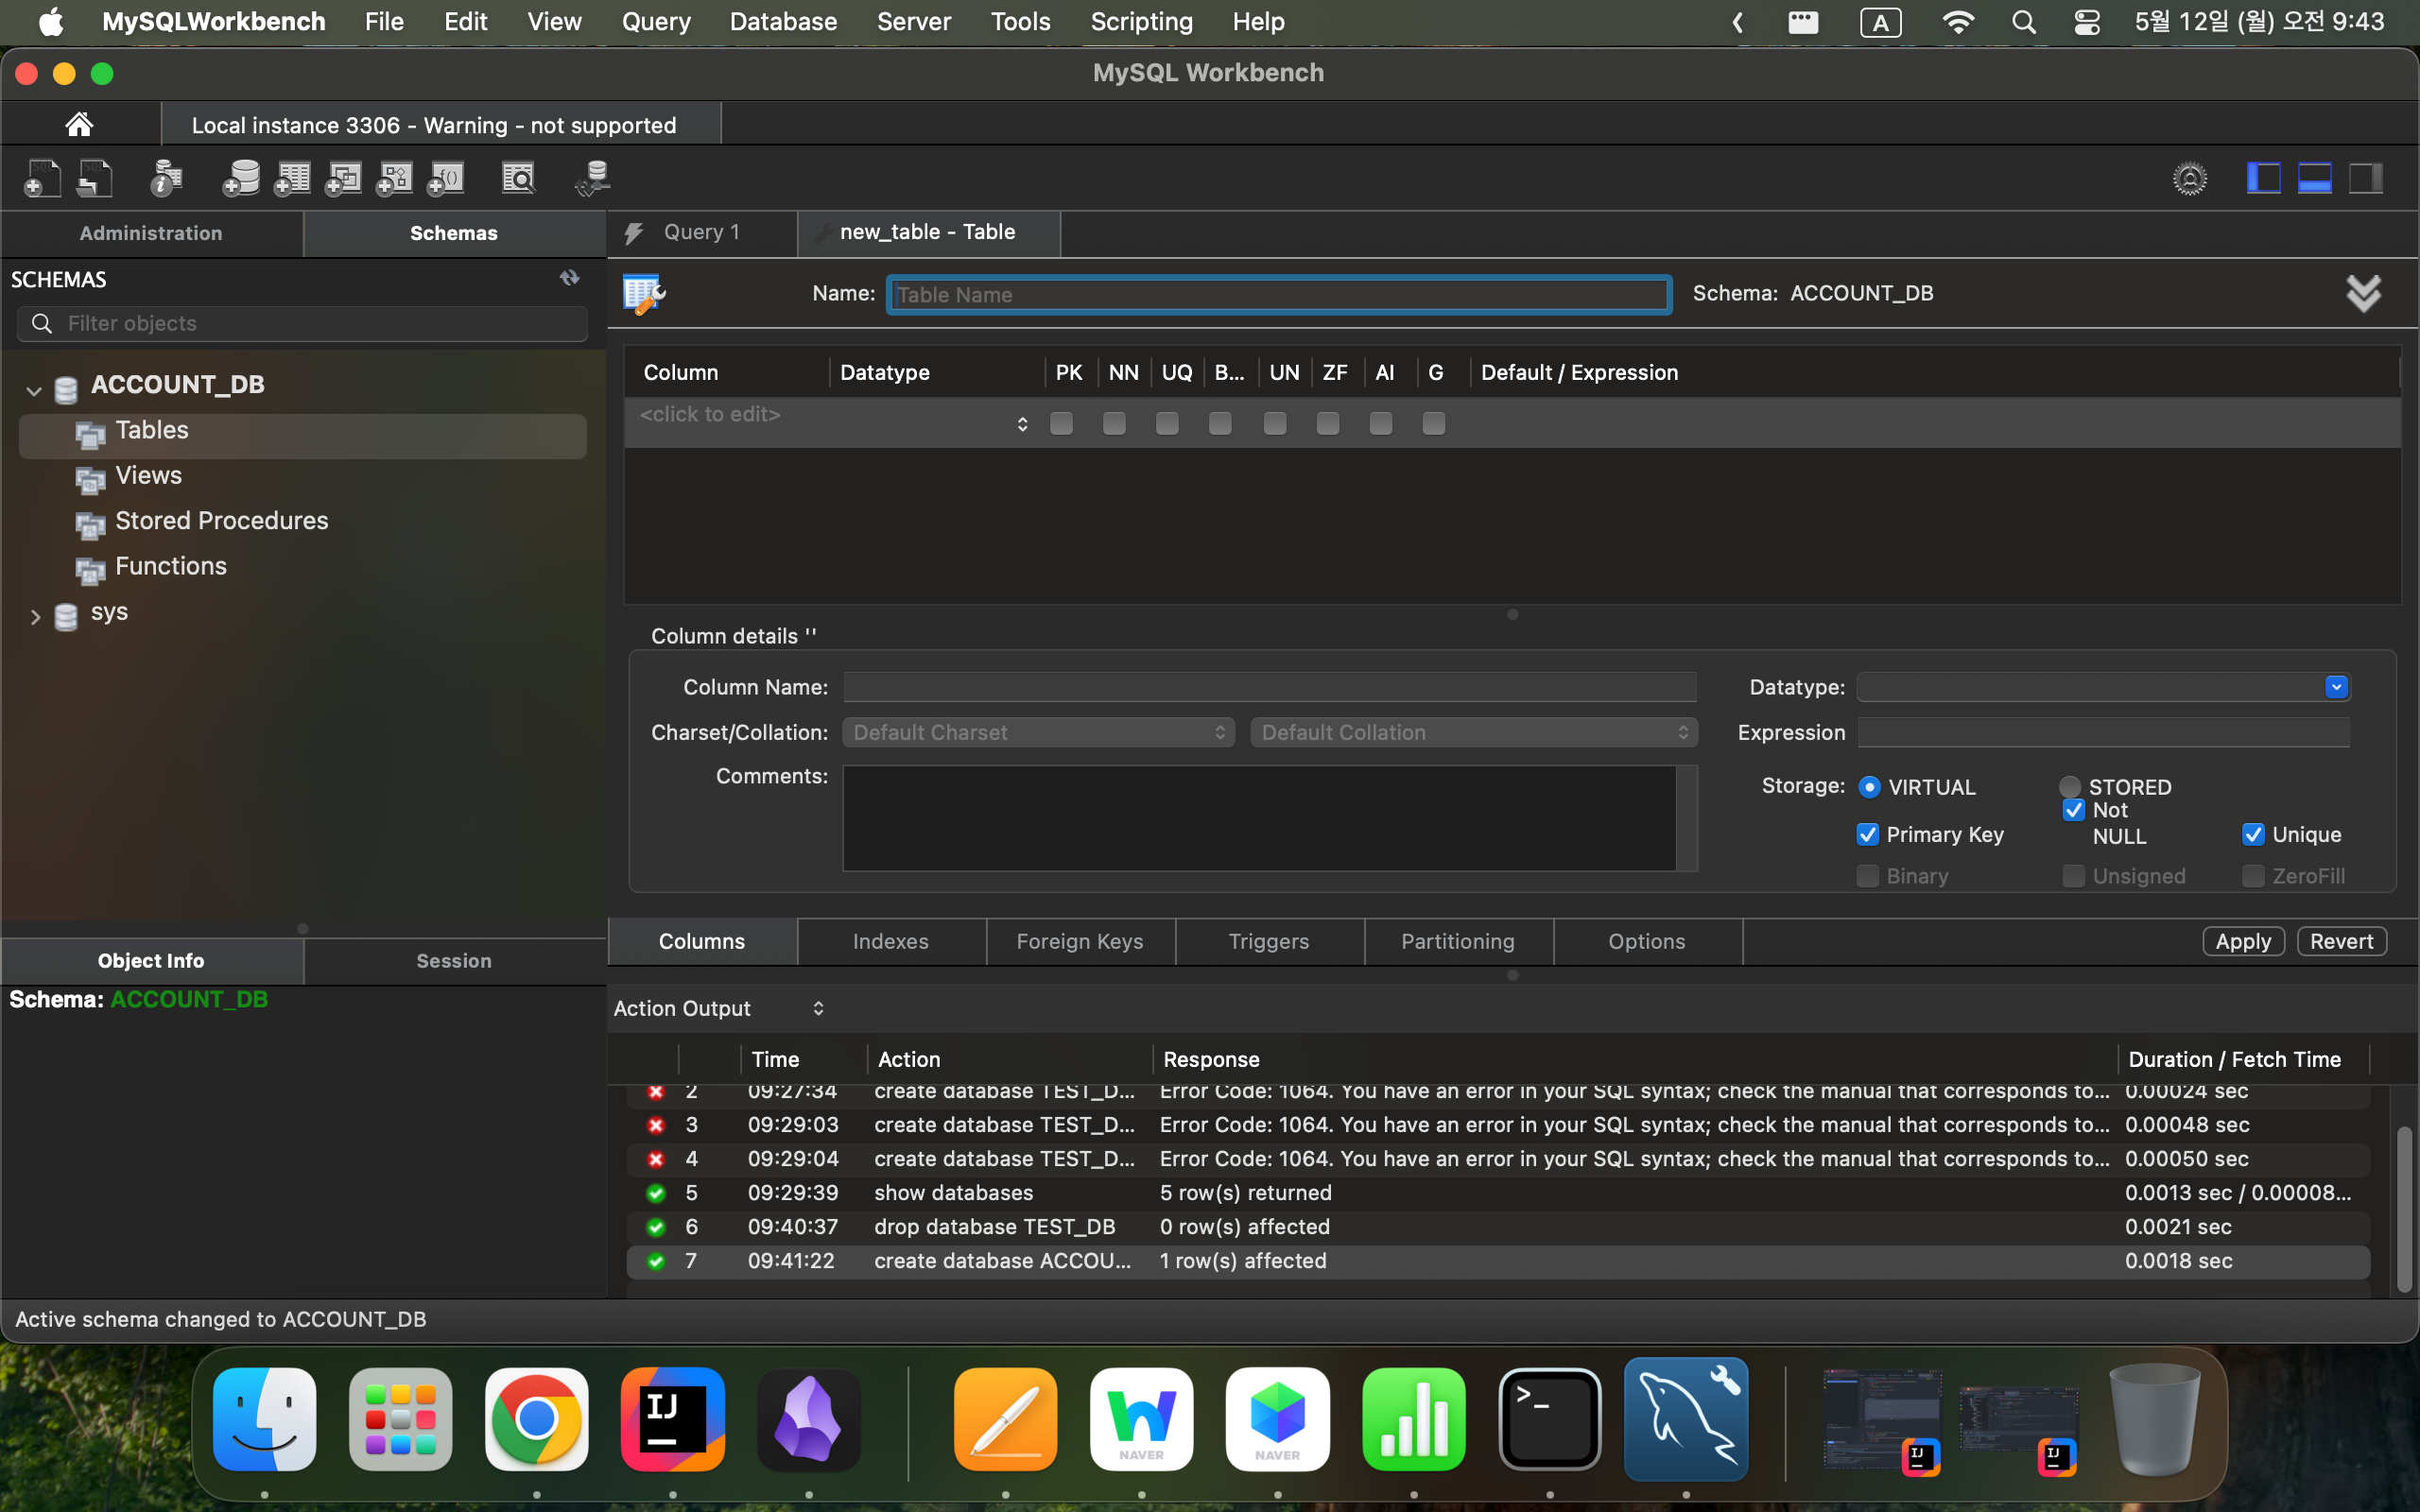 MySQLWorkbench File Edit View Query Database Server Tools Scripting Help A 5월 12일 (월) 오전 9:43
MySQL Workbench
Local instance 3306 - Warning - not supported
Administration Schemas
Query 1 new_table - Table
SCHEMAS
Filter objects
Name: Table Name Schema: ACCOUNT_DB
Column Datatype PK NN UQ B... UN ZF AI G Default / Expression
<click to edit>
ACCOUNT_DB
Tables
Views
Stored Procedures
Functions
sys
Column details ''
Column Name: Datatype:
Charset/Collation: Default Charset Default Collation Expression
Comments: Storage: VIRTUAL STORED
Primary Key Not NULL Unique
Binary Unsigned ZeroFill
Columns Indexes Foreign Keys Triggers Partitioning Options Apply Revert
Object Info Session
Schema: ACCOUNT_DB
Action Output
Time Action Response Duration / Fetch Time
2 09:27:34 create database TEST_D... Error Code: 1064. You have an error in your SQL syntax; check the manual that corresponds to... 0.00024 sec
3 09:29:03 create database TEST_D... Error Code: 1064. You have an error in your SQL syntax; check the manual that corresponds to... 0.00048 sec
4 09:29:04 create database TEST_D... Error Code: 1064. You have an error in your SQL syntax; check the manual that corresponds to... 0.00050 sec
5 09:29:39 show databases 5 row(s) returned 0.0013 sec / 0.00008...
6 09:40:37 drop database TEST_DB 0 row(s) affected 0.0021 sec
7 09:41:22 create database ACCOU... 1 row(s) affected 0.0018 sec
Active schema changed to ACCOUNT_DB
IJ NAVER NAVER >_ IJ IJ